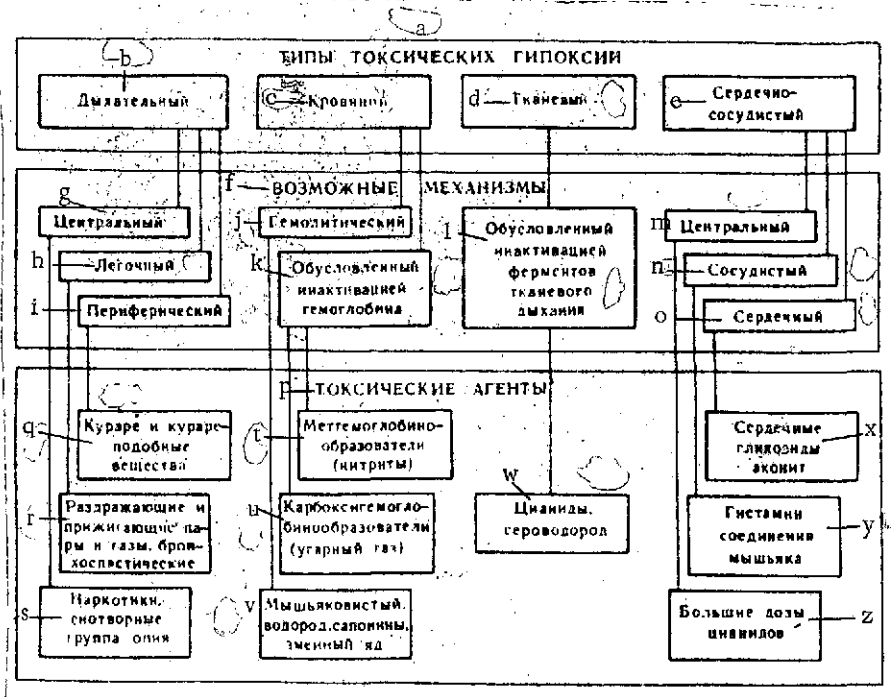 a
b
ТИПЫ ТОКСИЧЕСКИХ ГИПОКСИИ
Дыхательный
c Кровяной
d Тканевый
e Сердечно-
сосудистый
f ВОЗМОЖНЫЕ МЕХАНИЗМЫ
g
Центральный
h Легочный
i Периферический
j Гемолитический
k Обусловленный
инактивацией
гемоглобина
l Обусловленный
инактивацией
ферментов
тканевого
дыхания
m Центральный
n Сосудистый
o Сердечный
p ТОКСИЧЕСКИЕ АГЕНТЫ
q Кураре и кураре-
подобные
вещества
r Раздражающие и
прижигающие па-
ры и газы, брон-
хоспастические
s Наркотики,
снотворные
группа опия
t Метгемоглобино-
образователи
(нитриты)
u Карбоксигемогло-
бинообразователи
(угарный газ)
v Мышьяковистый,
водород, сапонины,
змеиный яд
w
Цианиды,
сероводород
Сердечные x
гликозиды
аконит
Гистамин y
соединения
мышьяка
Большие дозы z
цианидов